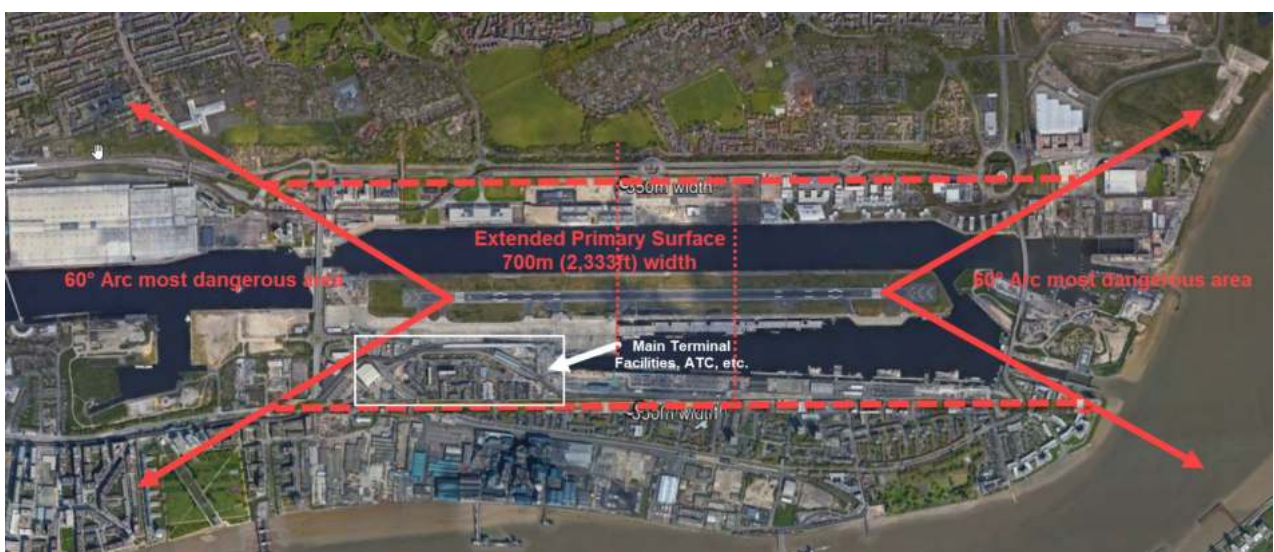 350m width
Extended Primary Surface
700m (2,333ft) width
60° Arc most dangerous area
60° Arc most dangerous area
Main Terminal
Facilities, ATC, etc.
350m width